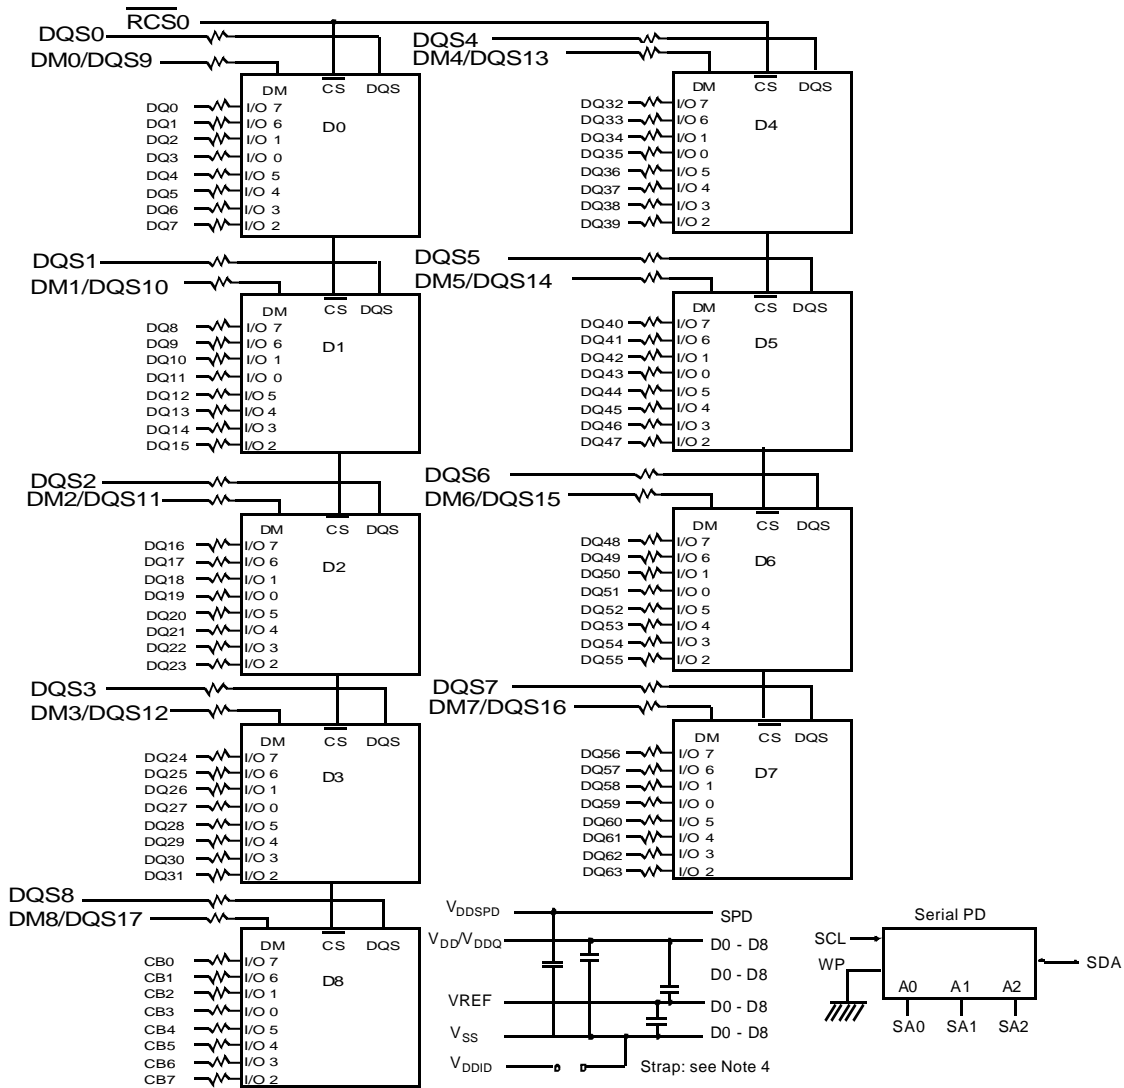 RCS0
DQS0
DM0/DQS9
DM CS DQS
D0
DQ0 I/O 7
DQ1 I/O 6
DQ2 I/O 1
DQ3 I/O 0
DQ4 I/O 5
DQ5 I/O 4
DQ6 I/O 3
DQ7 I/O 2
DQS1
DM1/DQS10
DM CS DQS
D1
DQ8 I/O 7
DQ9 I/O 6
DQ10 I/O 1
DQ11 I/O 0
DQ12 I/O 5
DQ13 I/O 4
DQ14 I/O 3
DQ15 I/O 2
DQS2
DM2/DQS11
DM CS DQS
D2
DQ16 I/O 7
DQ17 I/O 6
DQ18 I/O 1
DQ19 I/O 0
DQ20 I/O 5
DQ21 I/O 4
DQ22 I/O 3
DQ23 I/O 2
DQS3
DM3/DQS12
DM CS DQS
D3
DQ24 I/O 7
DQ25 I/O 6
DQ26 I/O 1
DQ27 I/O 0
DQ28 I/O 5
DQ29 I/O 4
DQ30 I/O 3
DQ31 I/O 2
DQS8
DM8/DQS17
DM CS DQS
D8
CB0 I/O 7
CB1 I/O 6
CB2 I/O 1
CB3 I/O 0
CB4 I/O 5
CB5 I/O 4
CB6 I/O 3
CB7 I/O 2
DQS4
DM4/DQS13
DM CS DQS
D4
DQ32 I/O 7
DQ33 I/O 6
DQ34 I/O 1
DQ35 I/O 0
DQ36 I/O 5
DQ37 I/O 4
DQ38 I/O 3
DQ39 I/O 2
DQS5
DM5/DQS14
DM CS DQS
D5
DQ40 I/O 7
DQ41 I/O 6
DQ42 I/O 1
DQ43 I/O 0
DQ44 I/O 5
DQ45 I/O 4
DQ46 I/O 3
DQ47 I/O 2
DQS6
DM6/DQS15
DM CS DQS
D6
DQ48 I/O 7
DQ49 I/O 6
DQ50 I/O 1
DQ51 I/O 0
DQ52 I/O 5
DQ53 I/O 4
DQ54 I/O 3
DQ55 I/O 2
DQS7
DM7/DQS16
DM CS DQS
D7
DQ56 I/O 7
DQ57 I/O 6
DQ58 I/O 1
DQ59 I/O 0
DQ60 I/O 5
DQ61 I/O 4
DQ62 I/O 3
DQ63 I/O 2
VDDSPD SPD
VDD/VDDQ D0 - D8
D0 - D8
VREF D0 - D8
VSS D0 - D8
VDDID Strap: see Note 4
Serial PD
SCL
WP
SDA
A0 A1 A2
SA0 SA1 SA2